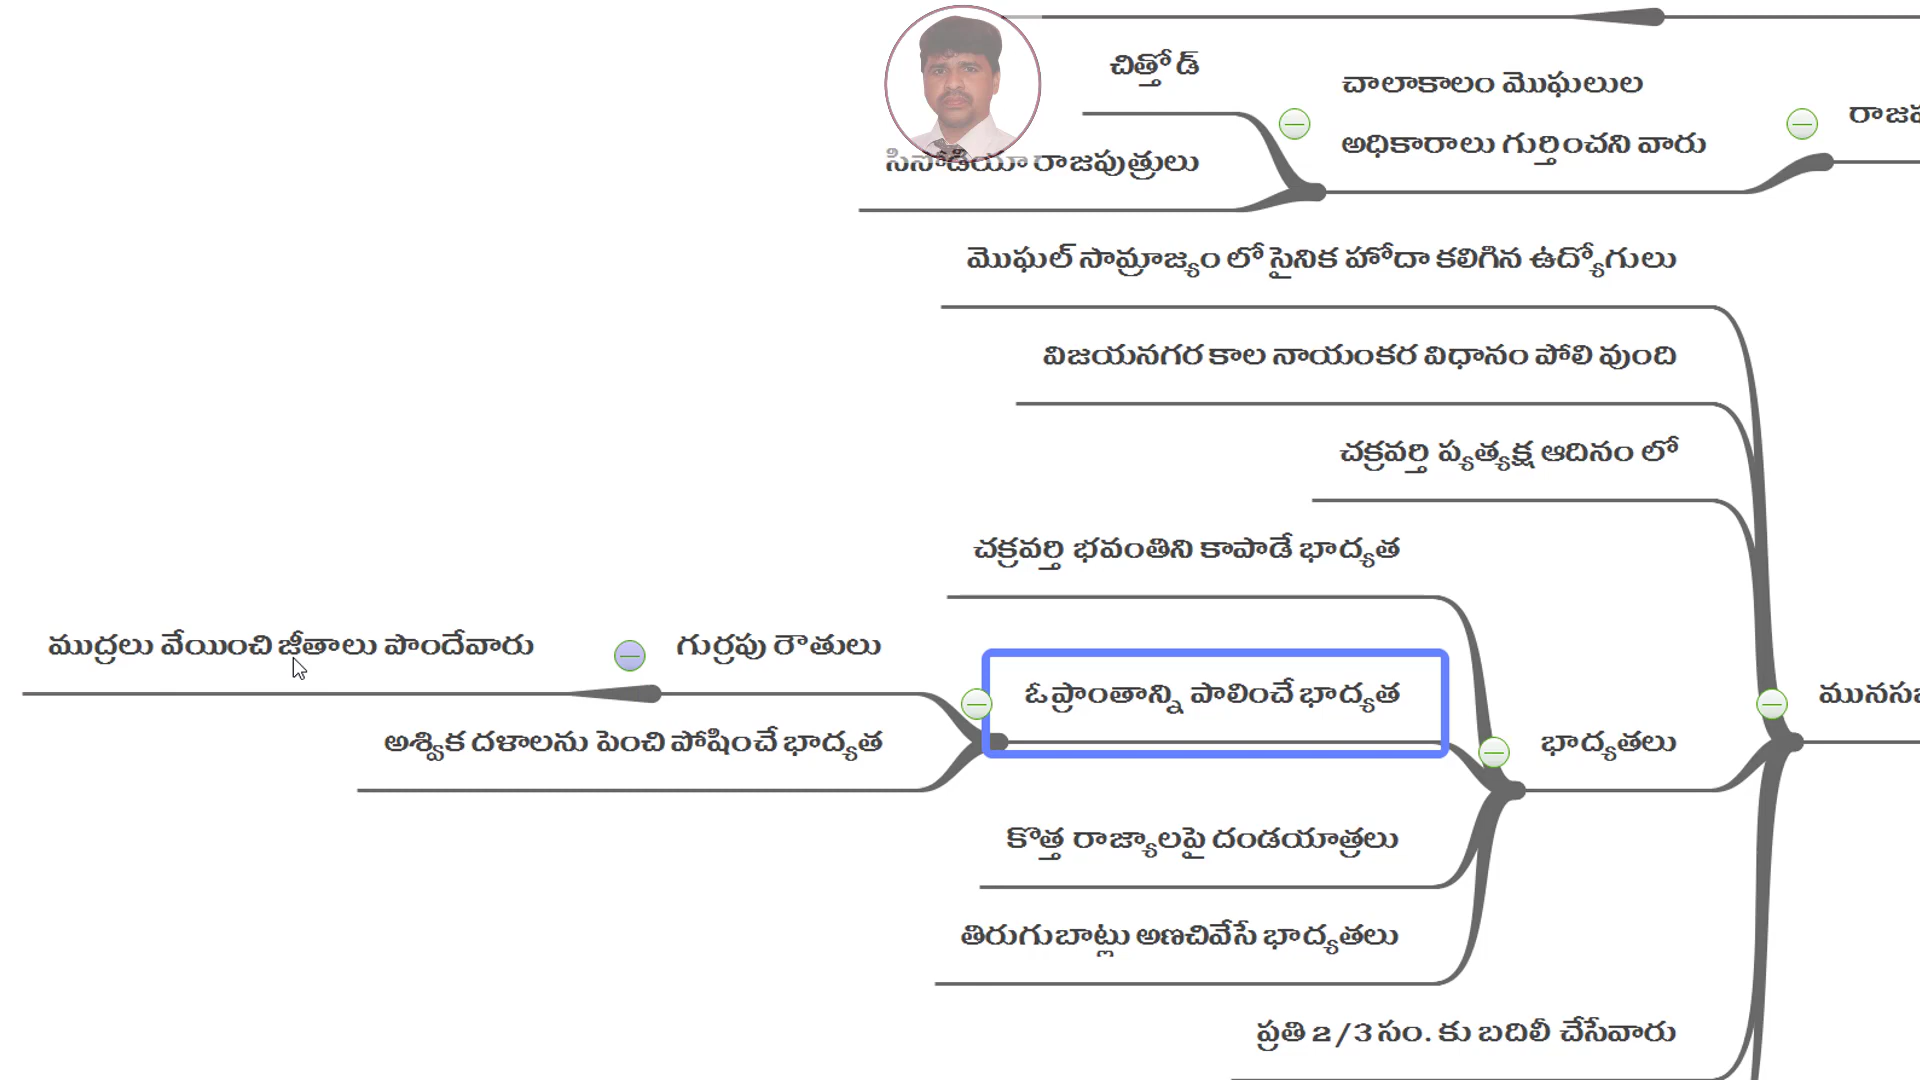 చిత్తోడ్
చాలాకాలం మొఘలుల
అధికారాలు గుర్తించని వారు
సిసోడియా రాజపుత్రులు
మొఘల్ సామ్రాజ్యం లో సైనిక హోదా కలిగిన ఉద్యోగులు
విజయనగర కాల నాయంకర విధానం పోలి వుంది
చక్రవర్తి ప్యత్యక్ష ఆదినం లో
చక్రవర్తి భవంతిని కాపాడే భాద్యత
ముద్రలు వేయించి జీతాలు పొందేవారు
గుర్రపు రౌతులు
ఓ ప్రాంతాన్ని పాలించే భాద్యత
అశ్విక దళాలను పెంచి పోషించే భాద్యత
భాద్యతలు
కొత్త రాజ్యాలపై దండయాత్రలు
తిరుగుబాట్లు అణచివేసే భాద్యతలు
ప్రతి 2/3 సం. కు బదిలీ చేసేవారు